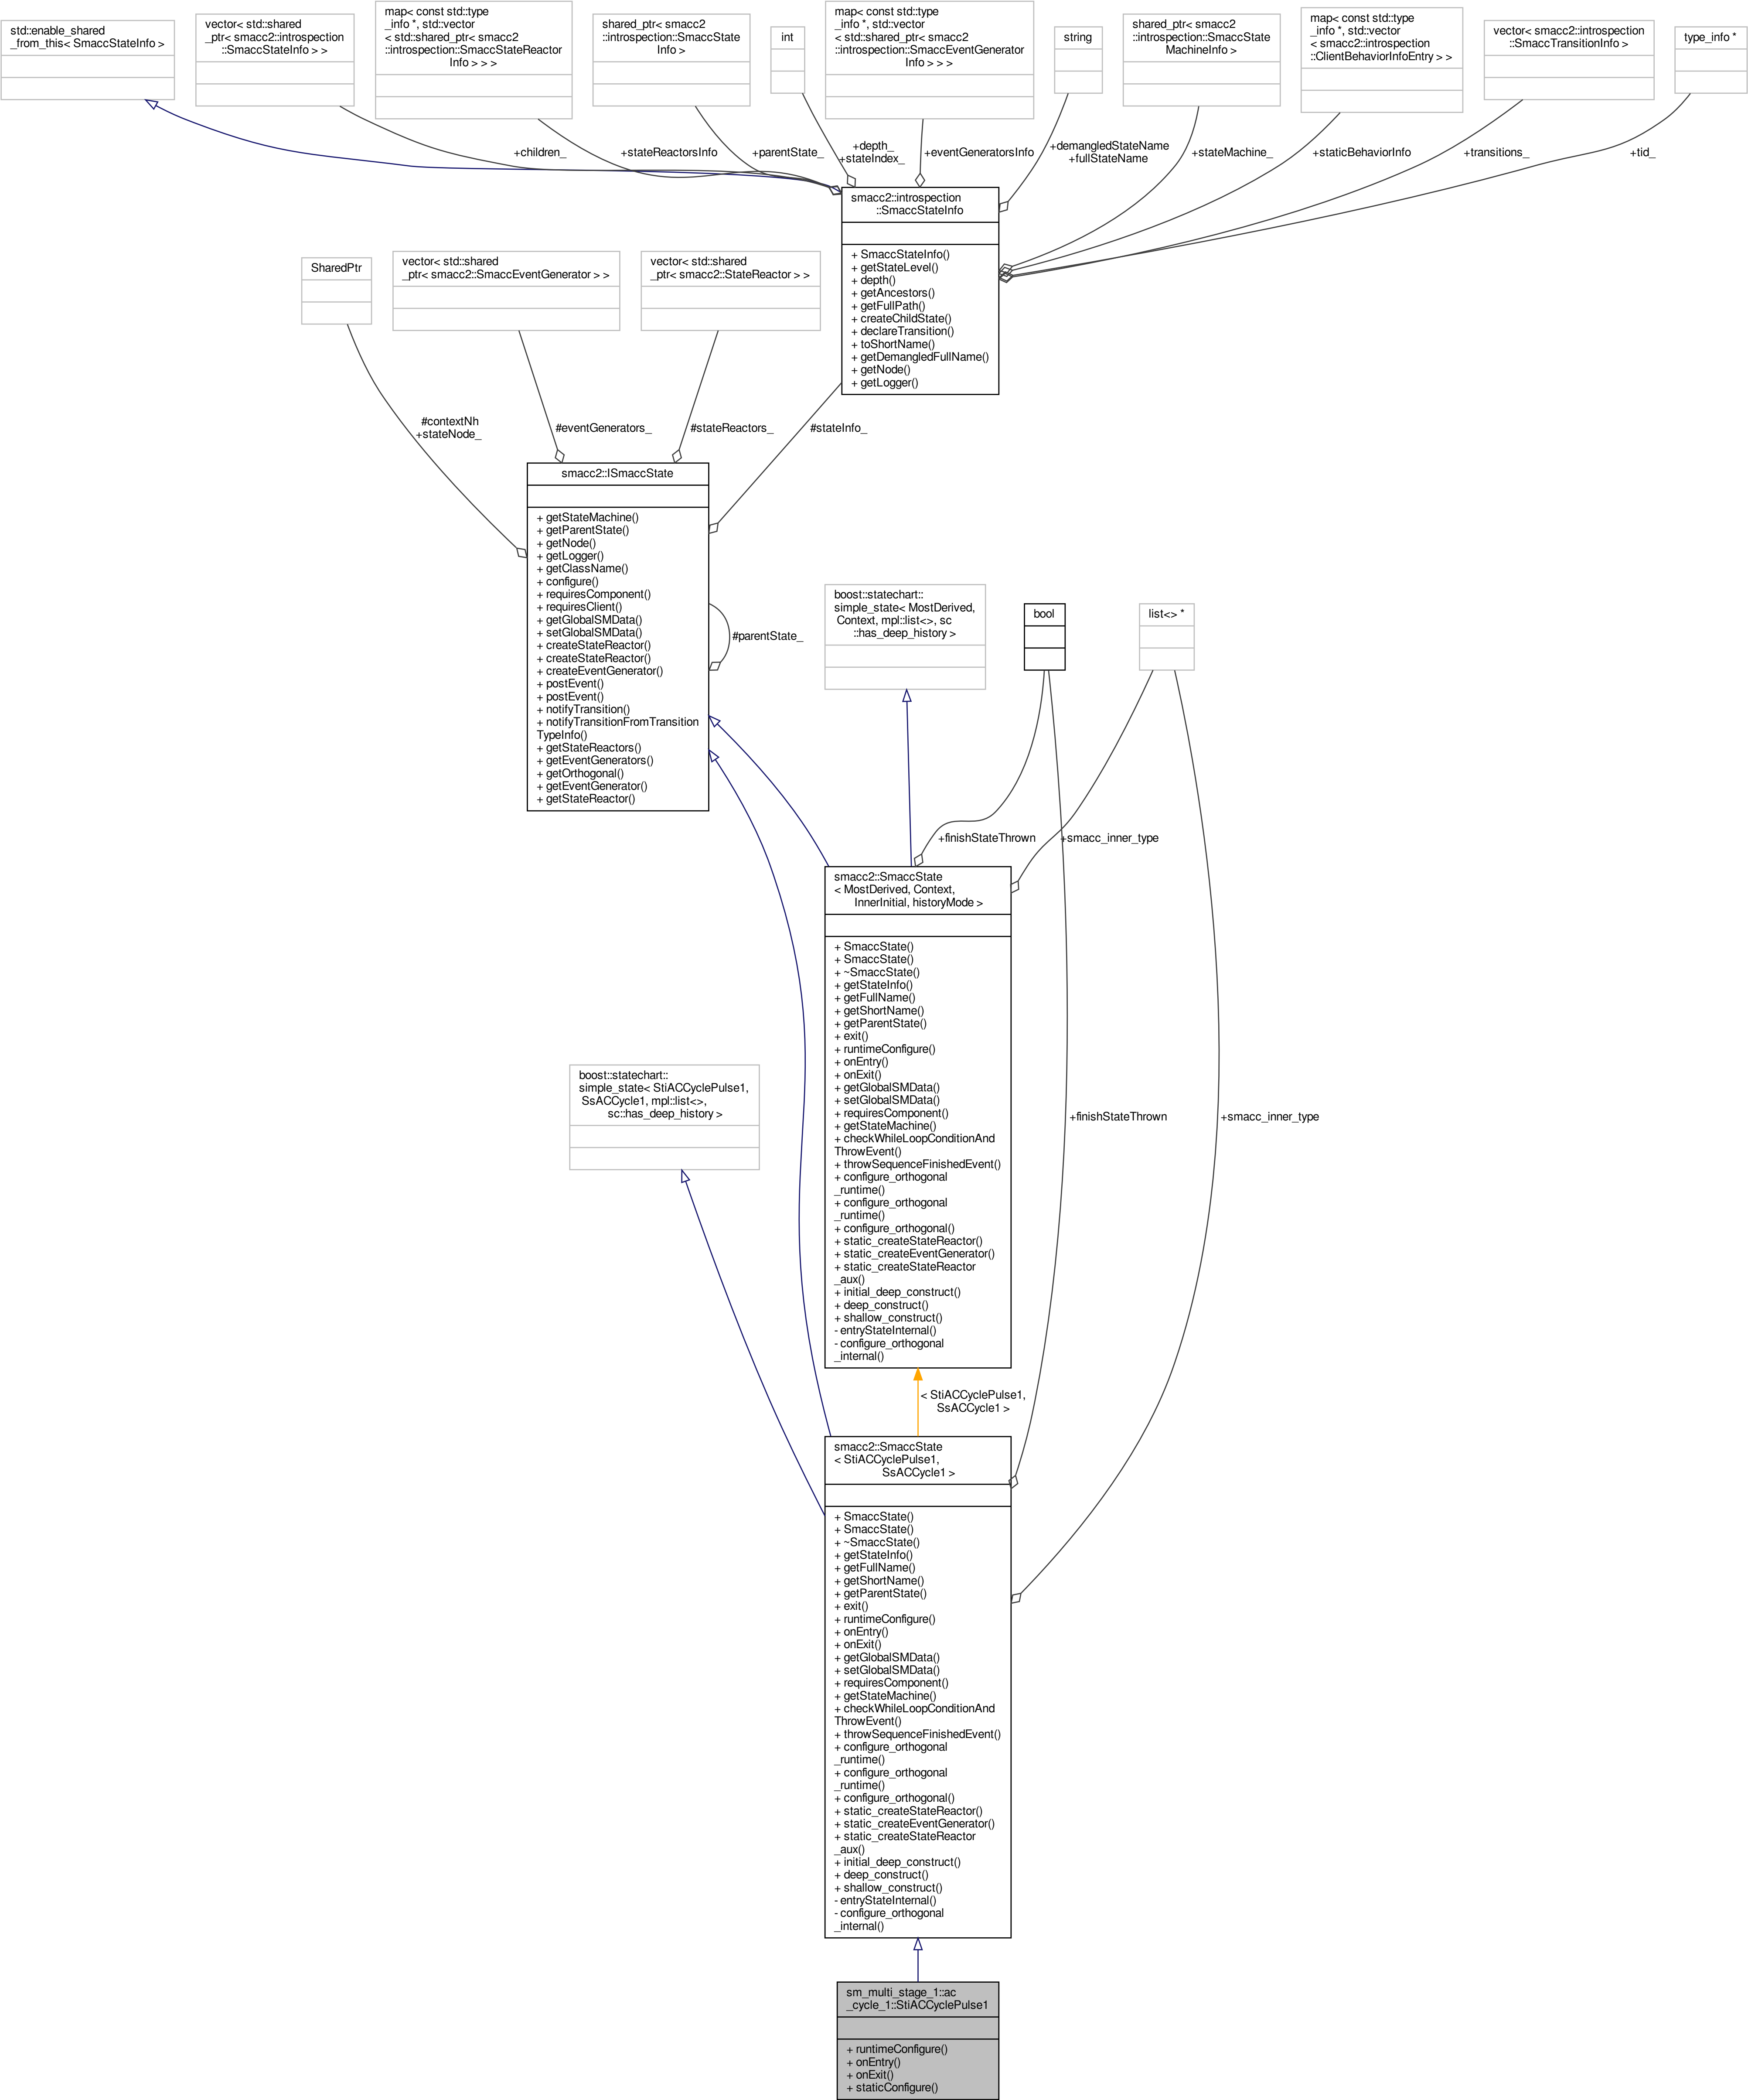 std::enable_shared
_from_this< SmaccStateInfo >
vector< std::shared
_ptr< smacc2::introspection
::SmaccStateInfo > >
map< const std::type
_info *, std::vector
< std::shared_ptr< smacc2
::introspection::SmaccStateReactor
Info > > >
shared_ptr< smacc2
::introspection::SmaccState
Info >
int
map< const std::type
_info *, std::vector
< std::shared_ptr< smacc2
::introspection::SmaccEventGenerator
Info > > >
string
shared_ptr< smacc2
::introspection::SmaccState
MachineInfo >
map< const std::type
_info *, std::vector
< smacc2::introspection
::ClientBehaviorInfoEntry > >
vector< smacc2::introspection
::SmaccTransitionInfo >
type_info *
+children_
+stateReactorsInfo
+parentState_
+depth_
+stateIndex_
+eventGeneratorsInfo
+demangledStateName
+fullStateName
+stateMachine_
+staticBehaviorInfo
+transitions_
+tid_
smacc2::introspection
::SmaccStateInfo
+ SmaccStateInfo()
+ getStateLevel()
+ depth()
+ getAncestors()
+ getFullPath()
+ createChildState()
+ declareTransition()
+ toShortName()
+ getDemangledFullName()
+ getNode()
+ getLogger()
SharedPtr
vector< std::shared
_ptr< smacc2::SmaccEventGenerator > >
vector< std::shared
_ptr< smacc2::StateReactor > >
#contextNh
+stateNode_
#eventGenerators_
#stateReactors_
#stateInfo_
smacc2::ISmaccState
+ getStateMachine()
+ getParentState()
+ getNode()
+ getLogger()
+ getClassName()
+ configure()
+ requiresComponent()
+ requiresClient()
+ getGlobalSMData()
+ setGlobalSMData()
+ createStateReactor()
+ createStateReactor()
+ createEventGenerator()
+ postEvent()
+ postEvent()
+ notifyTransition()
+ notifyTransitionFromTransition
TypeInfo()
+ getStateReactors()
+ getEventGenerators()
+ getOrthogonal()
+ getEventGenerator()
+ getStateReactor()
#parentState_
boost::statechart::
simple_state< MostDerived,
Context, mpl::list<>, sc
::has_deep_history >
bool
list<> *
+finishStateThrown
+smacc_inner_type
smacc2::SmaccState
< MostDerived, Context,
InnerInitial, historyMode >
+ SmaccState()
+ SmaccState()
+ ~SmaccState()
+ getStateInfo()
+ getFullName()
+ getShortName()
+ getParentState()
+ exit()
+ runtimeConfigure()
+ onEntry()
+ onExit()
+ getGlobalSMData()
+ setGlobalSMData()
+ requiresComponent()
+ getStateMachine()
+ checkWhileLoopConditionAnd
ThrowEvent()
+ throwSequenceFinishedEvent()
+ configure_orthogonal
_runtime()
+ configure_orthogonal
_runtime()
+ configure_orthogonal()
+ static_createStateReactor()
+ static_createEventGenerator()
+ static_createStateReactor
_aux()
+ initial_deep_construct()
+ deep_construct()
+ shallow_construct()
- entryStateInternal()
- configure_orthogonal
_internal()
boost::statechart::
simple_state< StiACCyclePulse1,
SsACCycle1, mpl::list<>,
sc::has_deep_history >
+finishStateThrown
+smacc_inner_type
< StiACCyclePulse1,
SsACCycle1 >
smacc2::SmaccState
< StiACCyclePulse1,
SsACCycle1 >
+ SmaccState()
+ SmaccState()
+ ~SmaccState()
+ getStateInfo()
+ getFullName()
+ getShortName()
+ getParentState()
+ exit()
+ runtimeConfigure()
+ onEntry()
+ onExit()
+ getGlobalSMData()
+ setGlobalSMData()
+ requiresComponent()
+ getStateMachine()
+ checkWhileLoopConditionAnd
ThrowEvent()
+ throwSequenceFinishedEvent()
+ configure_orthogonal
_runtime()
+ configure_orthogonal
_runtime()
+ configure_orthogonal()
+ static_createStateReactor()
+ static_createEventGenerator()
+ static_createStateReactor
_aux()
+ initial_deep_construct()
+ deep_construct()
+ shallow_construct()
- entryStateInternal()
- configure_orthogonal
_internal()
sm_multi_stage_1::ac
_cycle_1::StiACCyclePulse1
+ runtimeConfigure()
+ onEntry()
+ onExit()
+ staticConfigure()